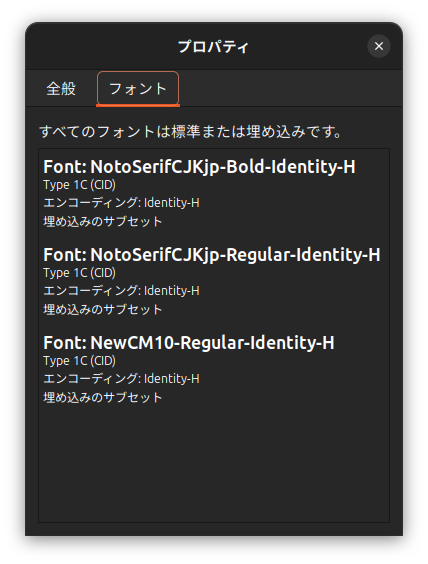 プロパティ
全般 フォント
すべてのフォントは標準または埋め込みです。
Font: NotoSerifCJKjp-Bold-Identity-H
Type 1C (CID)
エンコーディング: Identity-H
埋め込みのサブセット
Font: NotoSerifCJKjp-Regular-Identity-H
Type 1C (CID)
エンコーディング: Identity-H
埋め込みのサブセット
Font: NewCM10-Regular-Identity-H
Type 1C (CID)
エンコーディング: Identity-H
埋め込みのサブセット